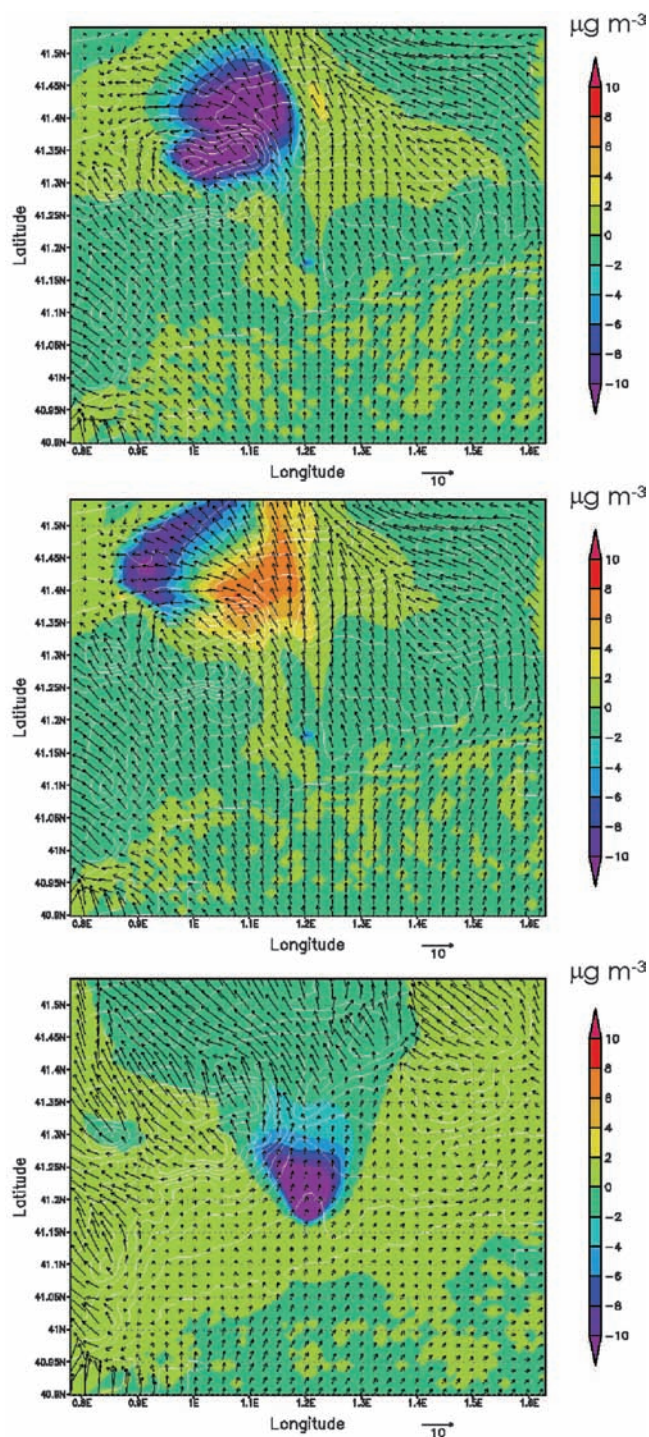 μg m-3
41.5N
41.45N
41.4N
41.35N
41.3N
41.25N
41.2N
41.15N
41.1N
41.05N
41N
40.95N
40.9N
Latitude
0.8E 0.9E 1E 1.1E 1.2E 1.3E 1.4E 1.5E 1.6E
Longitude
10
10
8
6
4
2
0
−2
−4
−6
−8
−10
μg m-3
41.5N
41.45N
41.4N
41.35N
41.3N
41.25N
41.2N
41.15N
41.1N
41.05N
41N
40.95N
40.9N
Latitude
0.8E 0.9E 1E 1.1E 1.2E 1.3E 1.4E 1.5E 1.6E
Longitude
10
10
8
6
4
2
0
−2
−4
−6
−8
−10
μg m-3
41.5N
41.45N
41.4N
41.35N
41.3N
41.25N
41.2N
41.15N
41.1N
41.05N
41N
40.95N
40.9N
Latitude
0.8E 0.9E 1E 1.1E 1.2E 1.3E 1.4E 1.5E 1.6E
Longitude
10
10
8
6
4
2
0
−2
−4
−6
−8
−10